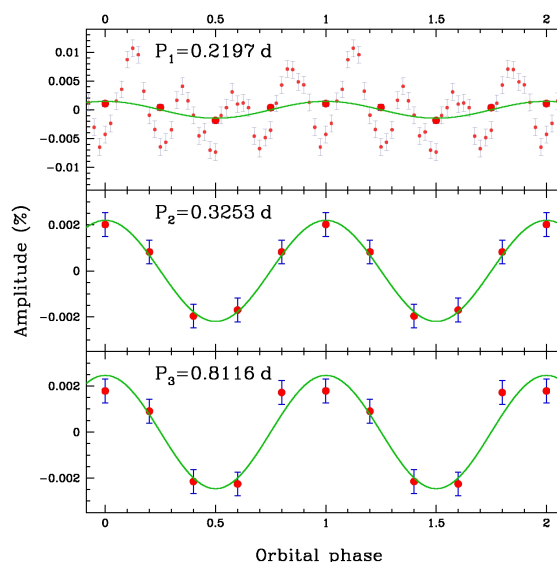 0 0.5 1 1.5 2
P1=0.2197 d
0.01
0.005
0
-0.005
-0.01
P2=0.3253 d
0.002
0
-0.002
Amplitude (%)
P3=0.8116 d
0.002
0
-0.002
0 0.5 1 1.5 2
Orbital phase